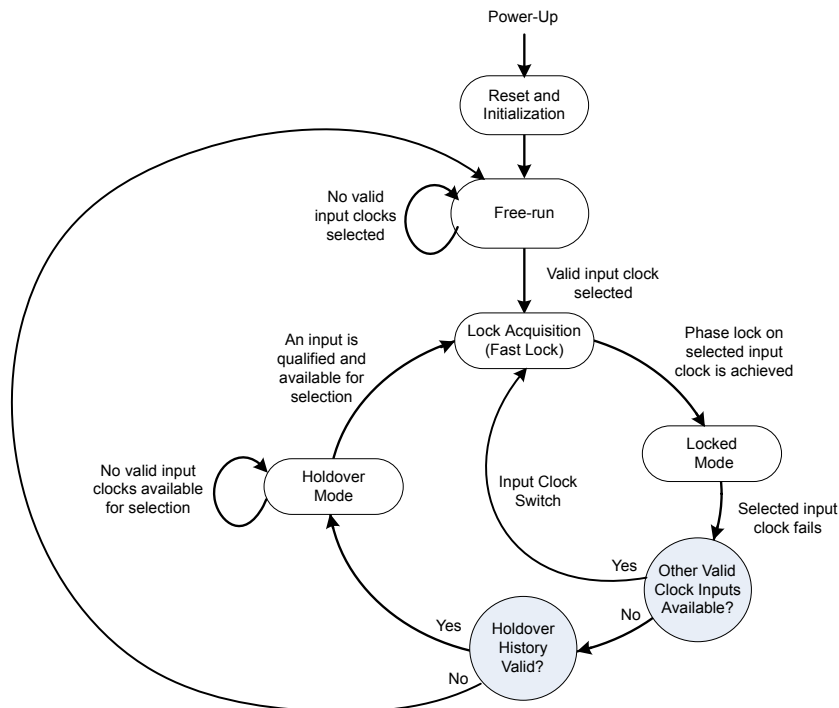 Power-Up
Reset and
Initialization
No valid
input clocks
selected
Free-run
Valid input clock
selected
An input is
qualified and
available for
selection
Lock Acquisition
(Fast Lock)
Phase lock on
selected input
clock is achieved
No valid input
clocks available
for selection
Holdover
Mode
Input Clock
Switch
Locked
Mode
Selected input
clock fails
Yes
Other Valid
Clock Inputs
Available?
No
Yes
Holdover
History
Valid?
No